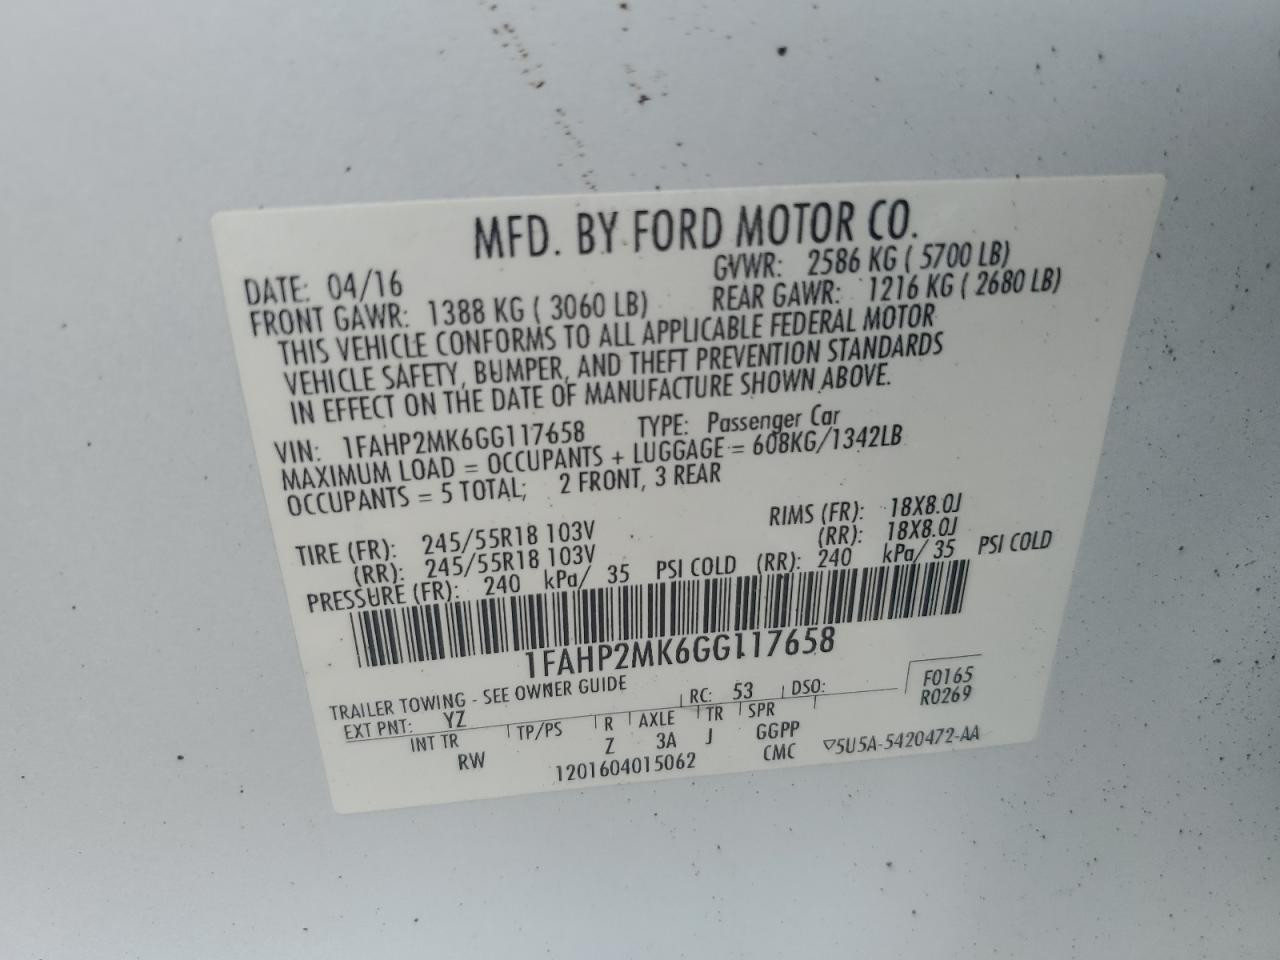 MFD. BY FORD MOTOR CO.
DATE: 04/16 GVWR: 2586 KG ( 5700 LB)
FRONT GAWR: 1388 KG ( 3060 LB) REAR GAWR: 1216 KG ( 2680 LB)
THIS VEHICLE CONFORMS TO ALL APPLICABLE FEDERAL MOTOR
VEHICLE SAFETY, BUMPER, AND THEFT PREVENTION STANDARDS
IN EFFECT ON THE DATE OF MANUFACTURE SHOWN ABOVE.
VIN: 1FAHP2MK6GG117658 TYPE: Passenger Car
MAXIMUM LOAD = OCCUPANTS + LUGGAGE = 608KG/1342LB
OCCUPANTS = 5 TOTAL; 2 FRONT, 3 REAR
TIRE (FR): 245/55R18 103V RIMS (FR): 18X8.0J
(RR): 245/55R18 103V (RR): 18X8.0J
PRESSURE (FR): 240 kPa/ 35 PSI COLD (RR): 240 kPa/ 35 PSI COLD
1FAHP2MK6GG117658
TRAILER TOWING - SEE OWNER GUIDE
EXT PNT: YZ RC: 53 DSO: F0165
R0269
INT TR TP/PS R AXLE TR SPR
RW Z 3A J GGPP
1201604015062 CMC ▽5U5A-5420472-AA